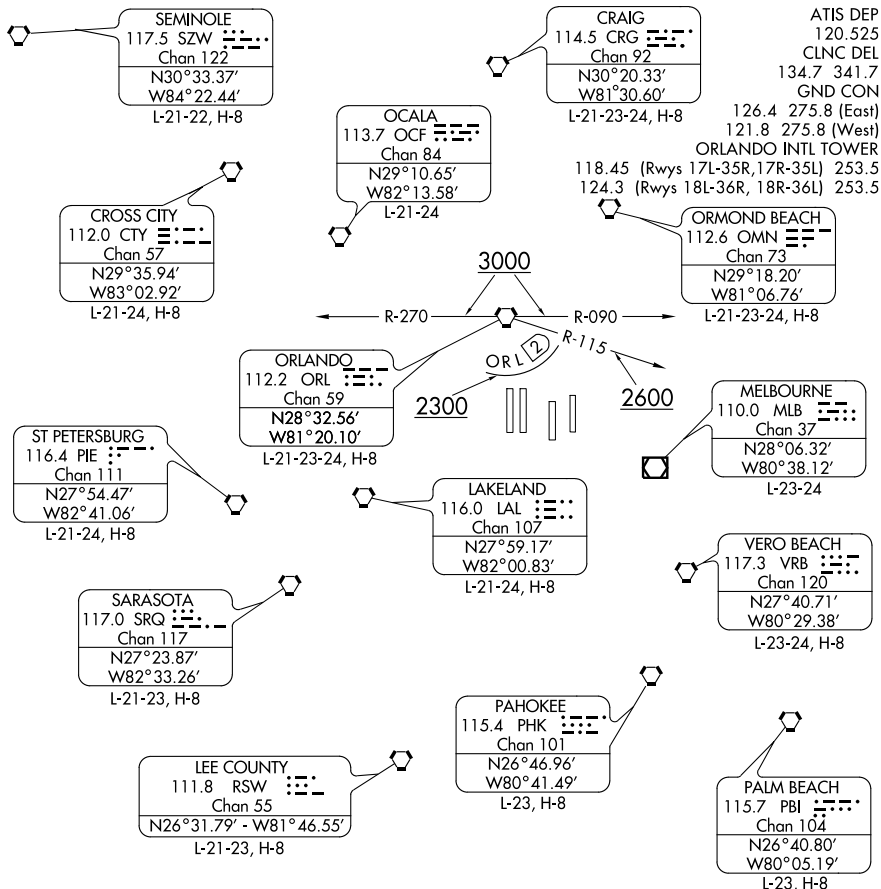 SEMINOLE
117.5 SZW
Chan 122
N30°33.37′
W84°22.44′
L-21-22, H-8
CRAIG
114.5 CRG
Chan 92
N30°20.33′
W81°30.60′
L-21-23-24, H-8
ATIS DEP
120.525
CLNC DEL
134.7 341.7
GND CON
126.4 275.8 (East)
121.8 275.8 (West)
ORLANDO INTL TOWER
118.45 (Rwys 17L-35R,17R-35L) 253.5
124.3 (Rwys 18L-36R, 18R-36L) 253.5
OCALA
113.7 OCF
Chan 84
N29°10.65′
W82°13.58′
L-21-24
CROSS CITY
112.0 CTY
Chan 57
N29°35.94′
W83°02.92′
L-21-24, H-8
ORMOND BEACH
112.6 OMN
Chan 73
N29°18.20′
W81°06.76′
L-21-23-24, H-8
3000
R-270
R-090
R-115
ORL 2
2300
2600
ORLANDO
112.2 ORL
Chan 59
N28°32.56′
W81°20.10′
L-21-23-24, H-8
MELBOURNE
110.0 MLB
Chan 37
N28°06.32′
W80°38.12′
L-23-24
ST PETERSBURG
116.4 PIE
Chan 111
N27°54.47′
W82°41.06′
L-21-24, H-8
LAKELAND
116.0 LAL
Chan 107
N27°59.17′
W82°00.83′
L-21-24, H-8
VERO BEACH
117.3 VRB
Chan 120
N27°40.71′
W80°29.38′
L-23-24, H-8
SARASOTA
117.0 SRQ
Chan 117
N27°23.87′
W82°33.26′
L-21-23, H-8
PAHOKEE
115.4 PHK
Chan 101
N26°46.96′
W80°41.49′
L-23, H-8
LEE COUNTY
111.8 RSW
Chan 55
N26°31.79′ - W81°46.55′
L-21-23, H-8
PALM BEACH
115.7 PBI
Chan 104
N26°40.80′
W80°05.19′
L-23, H-8